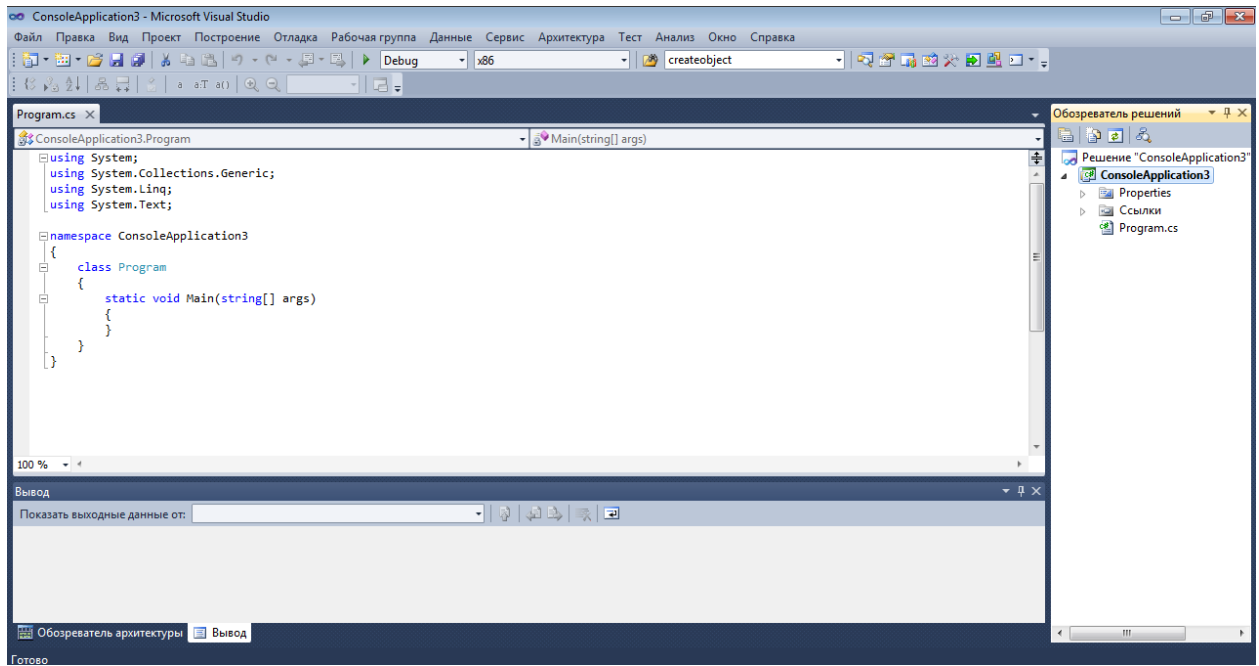 ConsoleApplication3 - Microsoft Visual Studio
Файл Правка Вид Проект Построение Отладка Рабочая группа Данные Сервис Архитектура Тест Анализ Окно Справка
Debug x86 createobject
a a.T a()
Program.cs
ConsoleApplication3.Program Main(string[] args)
using System;
using System.Collections.Generic;
using System.Linq;
using System.Text;
namespace ConsoleApplication3
{
class Program
{
static void Main(string[] args)
{
}
}
}
100 %
Вывод
Показать выходные данные от:
Обозреватель архитектуры Вывод
Готово
Обозреватель решений
Решение "ConsoleApplication3"
ConsoleApplication3
Properties
Ссылки
Program.cs